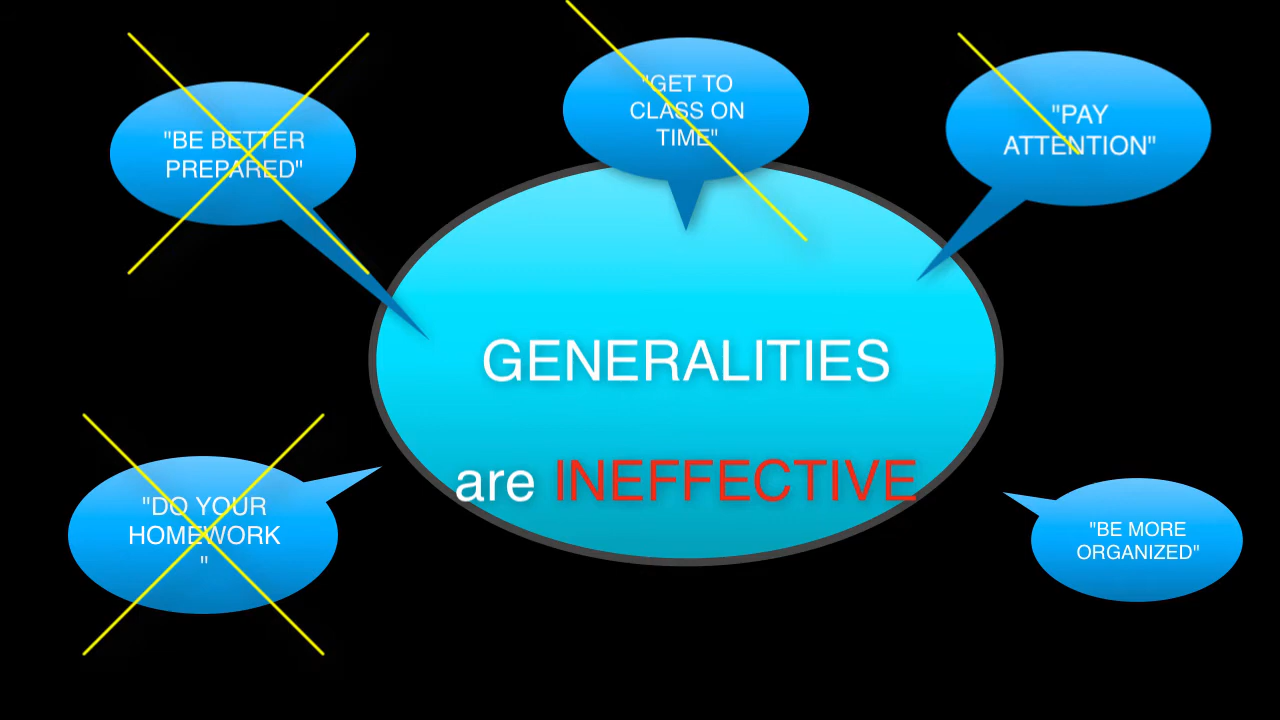 "GET TO
CLASS ON
TIME"
"PAY
ATTENTION"
"BE BETTER
PREPARED"
GENERALITIES
are INEFFECTIVE
"DO YOUR
HOMEWORK
"
"BE MORE
ORGANIZED"